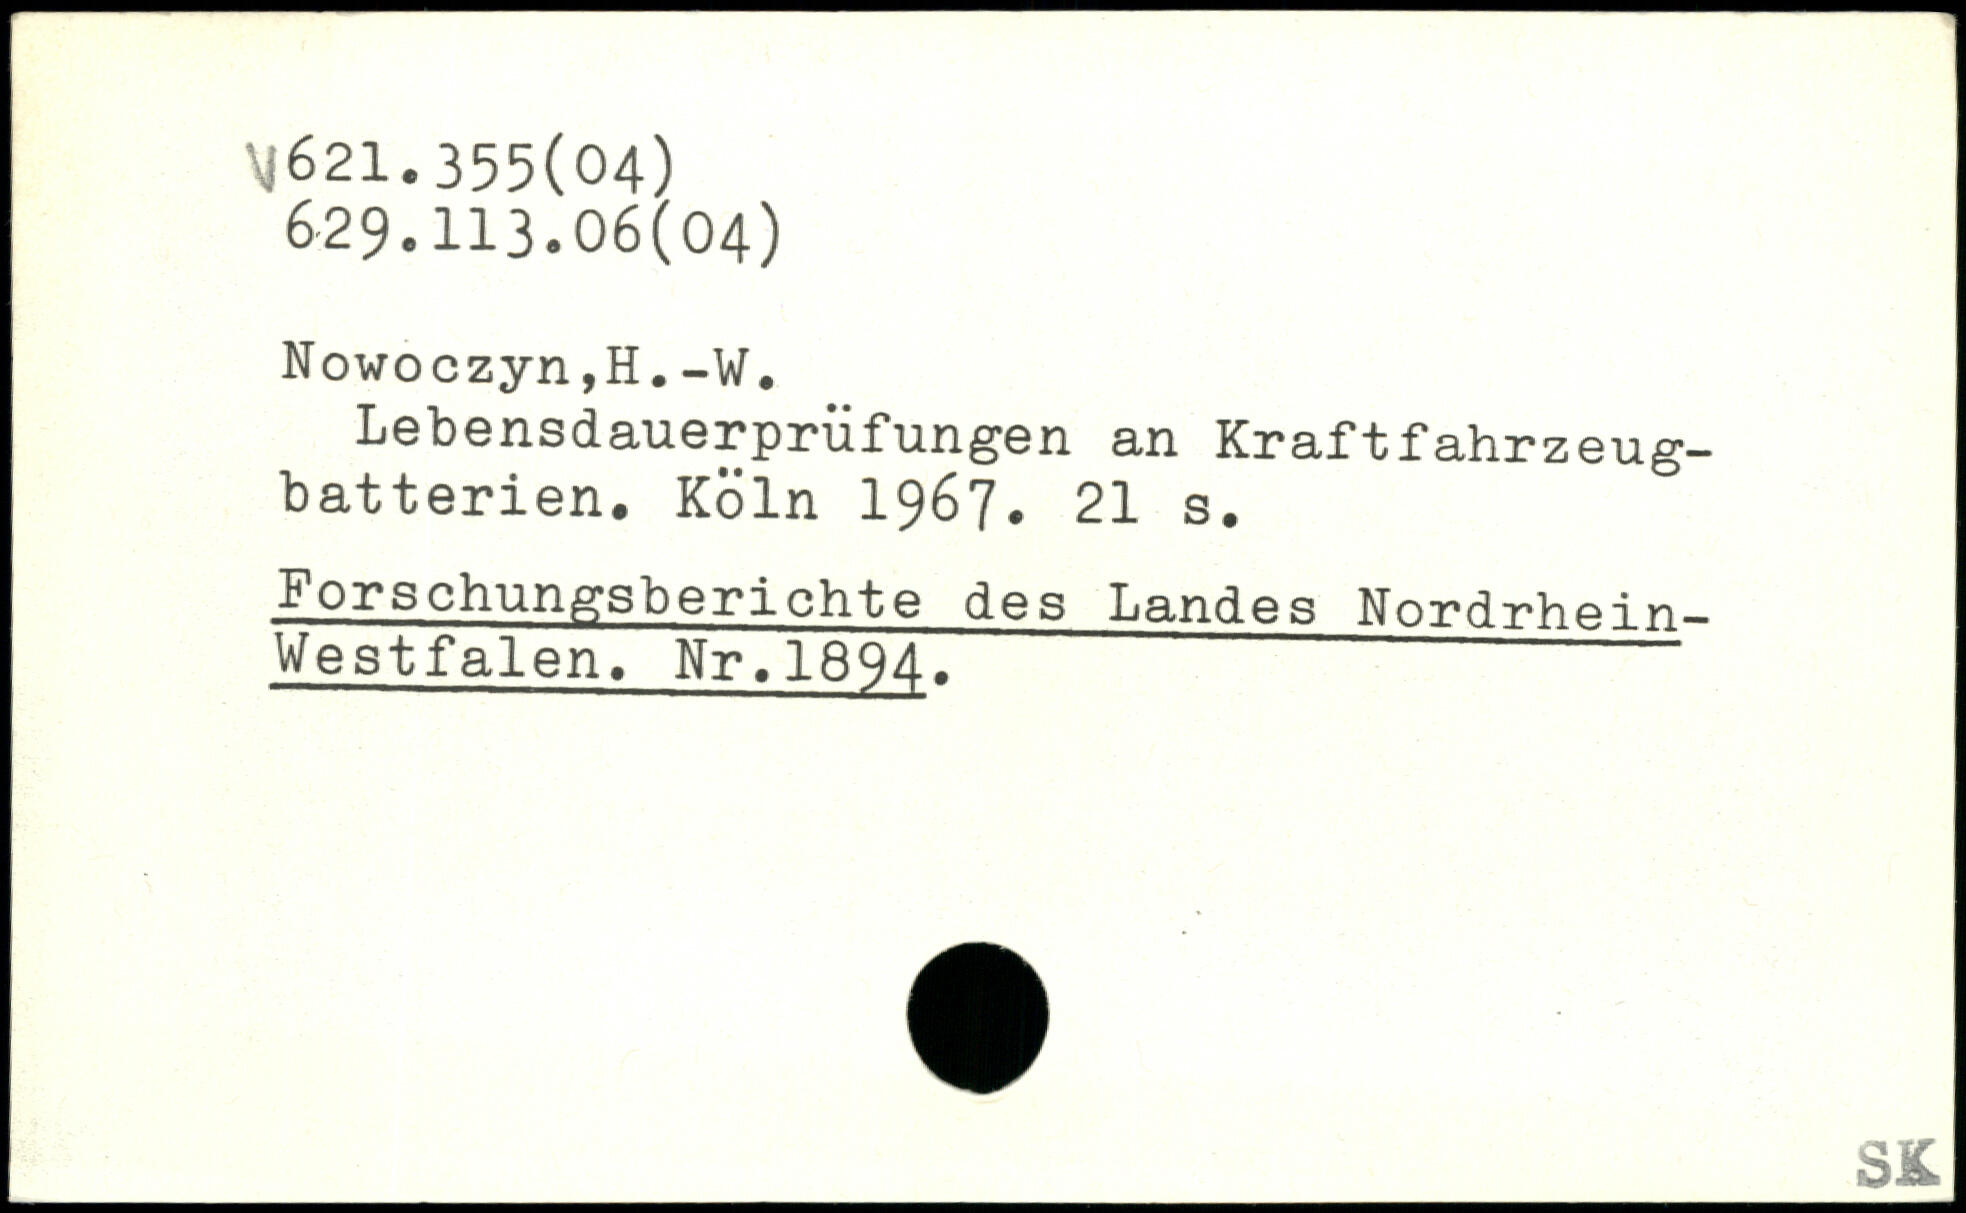 V621.355(04)
629.113.06(04)
Nowoczyn,H.-W.
Lebensdauerprüfungen an Kraftfahrzeug-
batterien. Köln 1967. 21 s.
Forschungsberichte des Landes Nordrhein-
Westfalen. Nr.1894.
SK